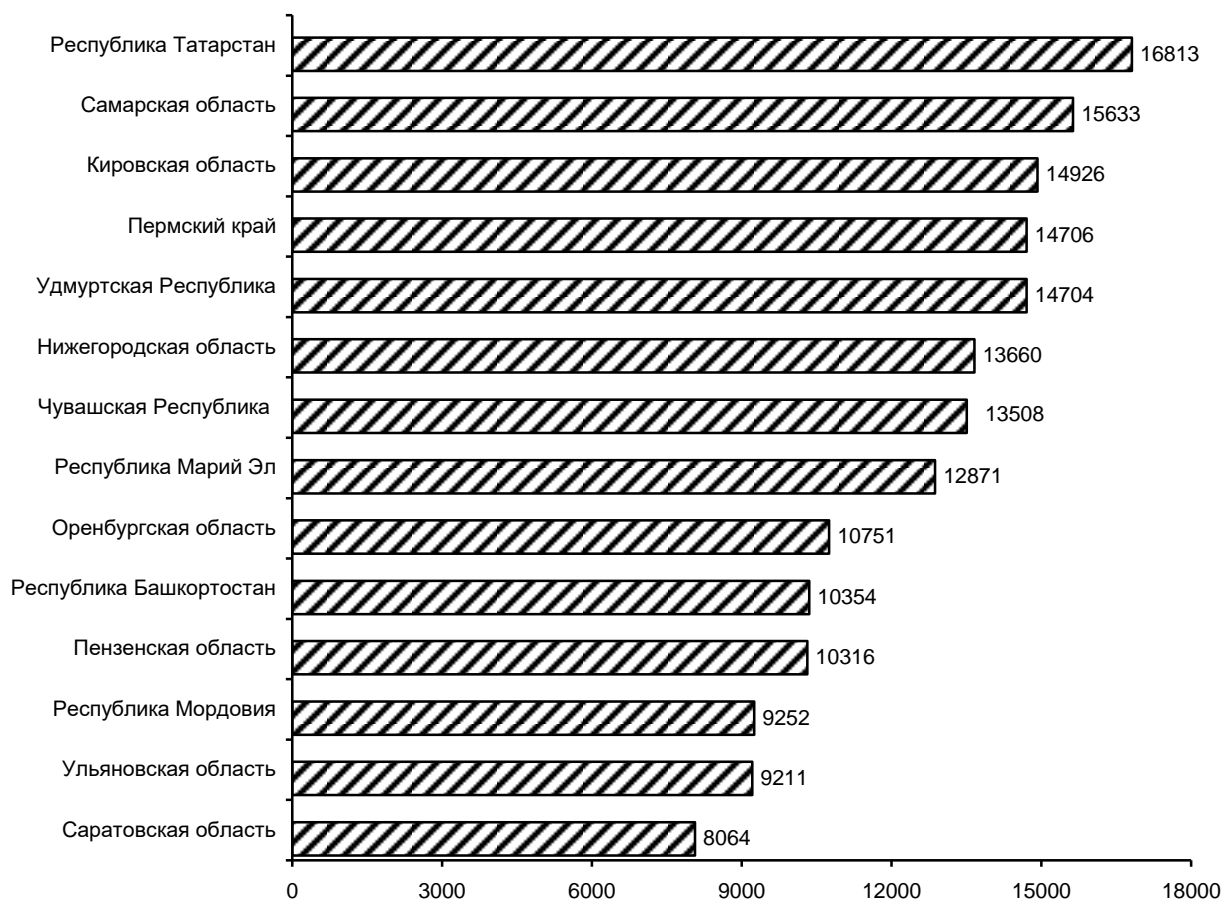 Республика Татарстан 16813
Самарская область 15633
Кировская область 14926
Пермский край 14706
Удмуртская Республика 14704
Нижегородская область 13660
Чувашская Республика 13508
Республика Марий Эл 12871
Оренбургская область 10751
Республика Башкортостан 10354
Пензенская область 10316
Республика Мордовия 9252
Ульяновская область 9211
Саратовская область 8064
0 3000 6000 9000 12000 15000 18000